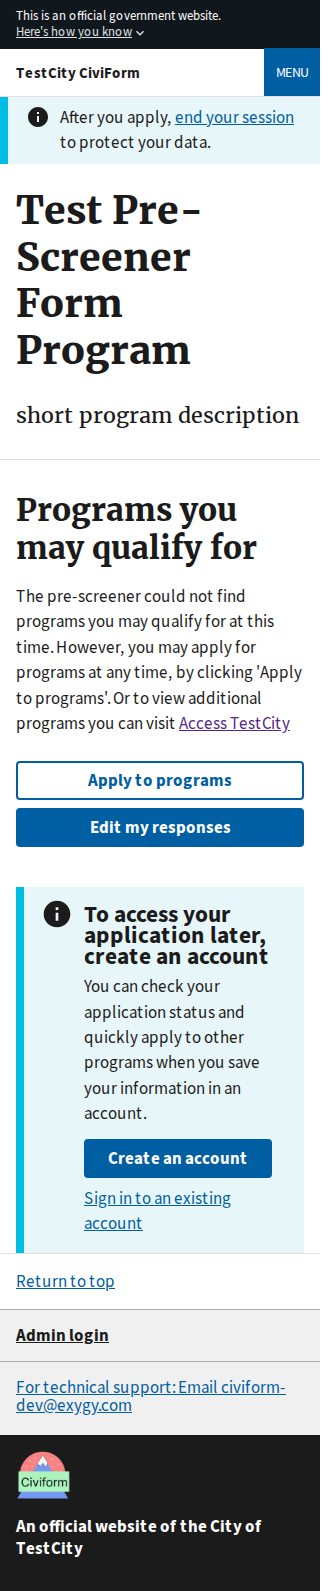 This is an official government website.
Here's how you know
TestCity CiviForm
MENU
After you apply, end your session
to protect your data.
Test Pre-
Screener
Form
Program
short program description
Programs you
may qualify for
The pre-screener could not find
programs you may qualify for at this
time. However, you may apply for
programs at any time, by clicking 'Apply
to programs'. Or to view additional
programs you can visit Access TestCity
Apply to programs
Edit my responses
To access your
application later,
create an account
You can check your
application status and
quickly apply to other
programs when you save
your information in an
account.
Create an account
Sign in to an existing
account
Return to top
Admin login
For technical support: Email civiform-
dev@exygy.com
Civiform
An official website of the City of
TestCity